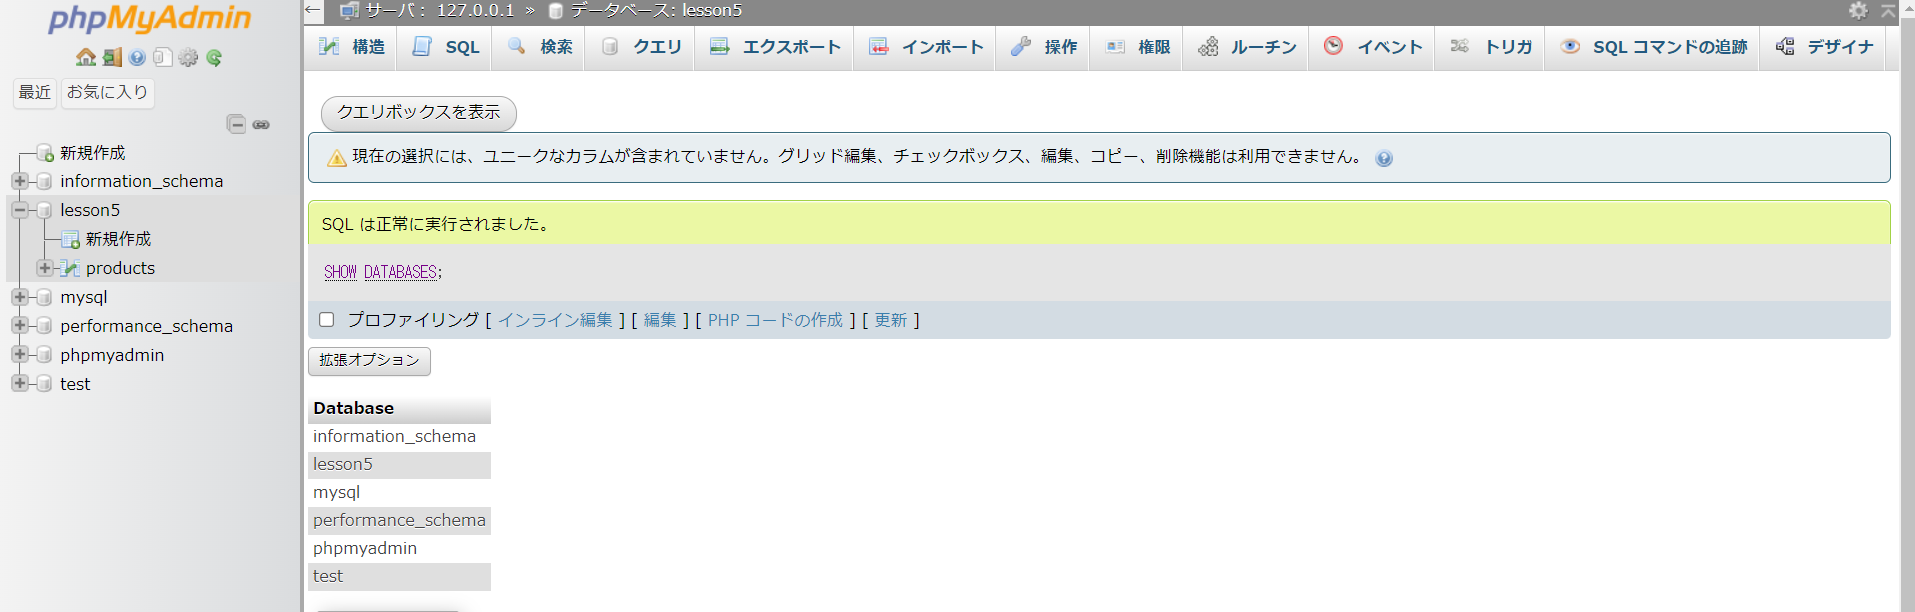 phpMyAdmin
最近 お気に入り
新規作成
information_schema
lesson5
新規作成
products
mysql
performance_schema
phpmyadmin
test
← サーバ: 127.0.0.1 » データベース: lesson5
構造 SQL 検索 クエリ エクスポート インポート 操作 権限 ルーチン イベント トリガ SQL コマンドの追跡 デザイナ
クエリボックスを表示
現在の選択には、ユニークなカラムが含まれていません。グリッド編集、チェックボックス、編集、コピー、削除機能は利用できません。
SQL は正常に実行されました。
SHOW DATABASES;
プロファイリング [ インライン編集 ] [ 編集 ] [ PHP コードの作成 ] [ 更新 ]
拡張オプション
Database
information_schema
lesson5
mysql
performance_schema
phpmyadmin
test